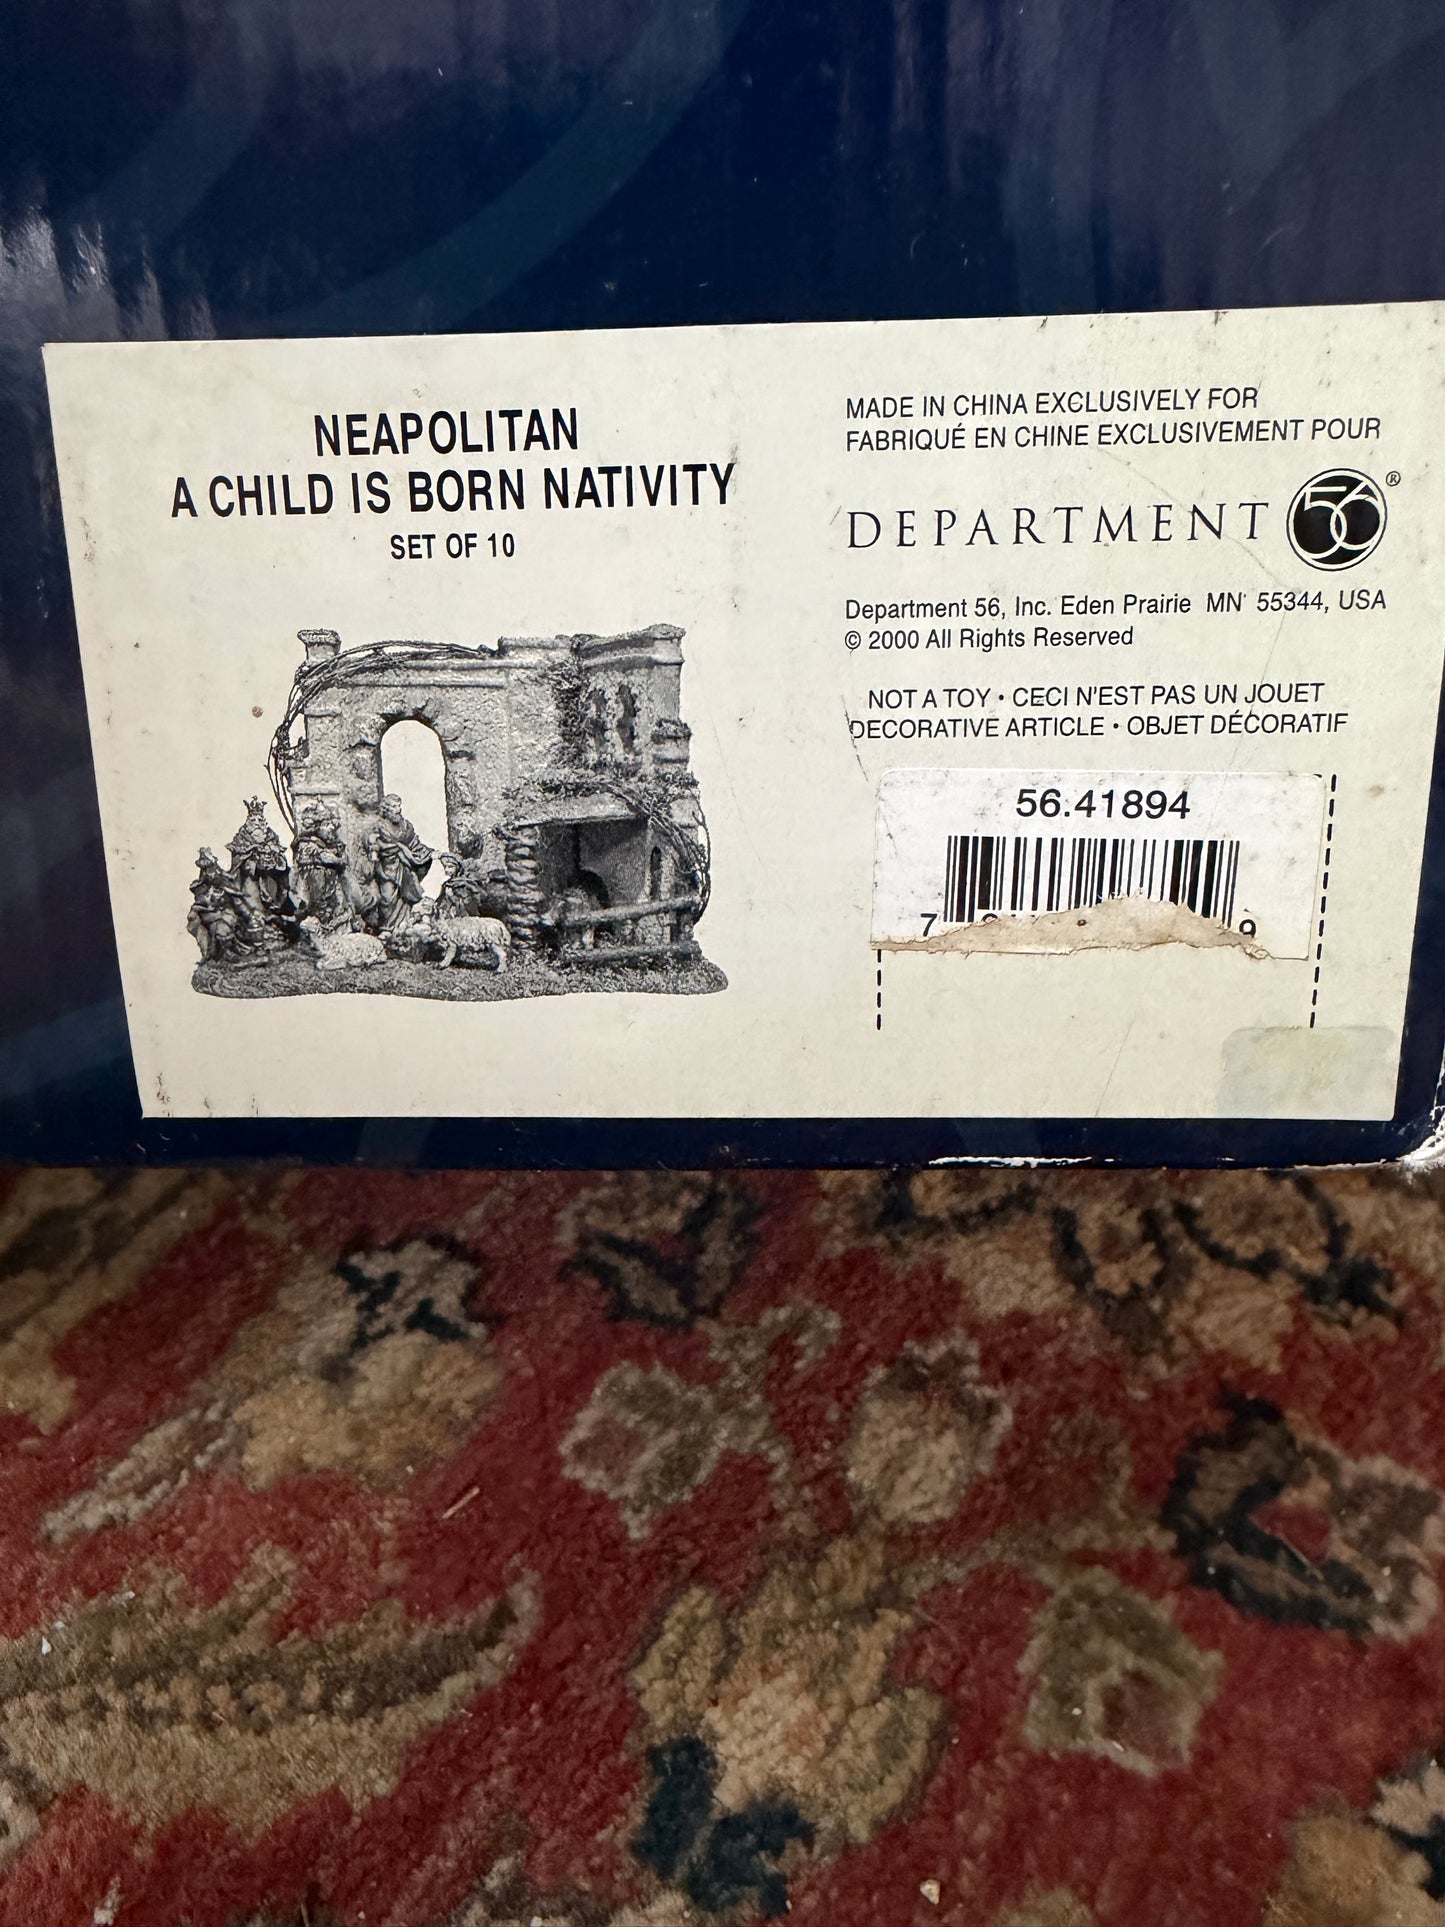 NEAPOLITAN
A CHILD IS BORN NATIVITY
SET OF 10
MADE IN CHINA EXCLUSIVELY FOR
FABRIQUÉ EN CHINE EXCLUSIVEMENT POUR
DEPARTMENT 56®
Department 56, Inc. Eden Prairie MN 55344, USA
© 2000 All Rights Reserved
NOT A TOY • CECI N'EST PAS UN JOUET
DECORATIVE ARTICLE • OBJET DÉCORATIF
56.41894
7 9